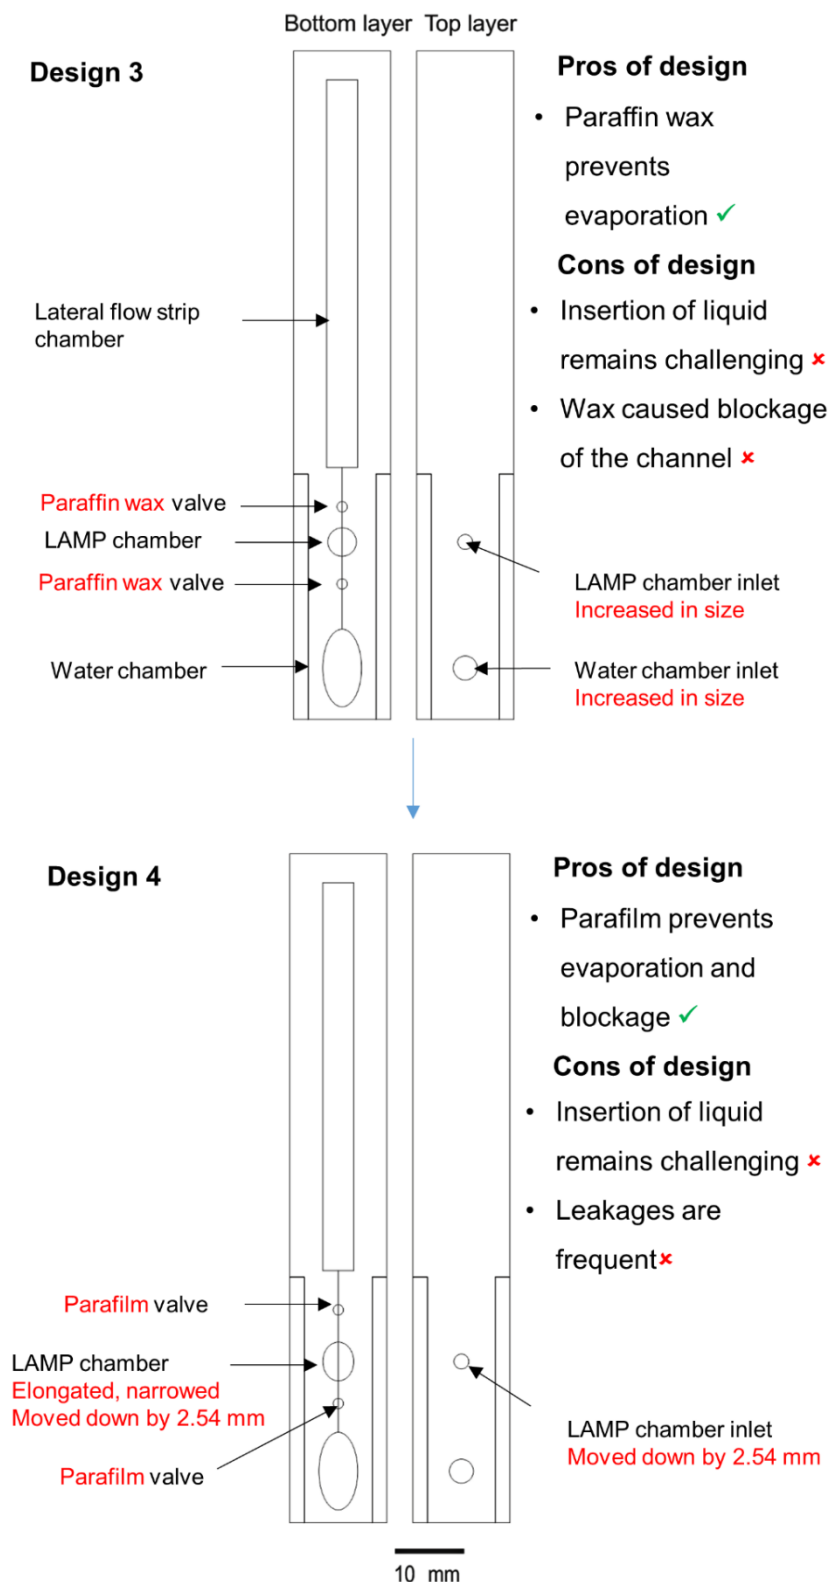 Bottom layer Top layer
Design 3
Pros of design
• Paraffin wax
prevents
evaporation ✓
Cons of design
• Insertion of liquid
remains challenging ✘
• Wax caused blockage
of the channel ✘
Lateral flow strip
chamber
Paraffin wax valve
LAMP chamber
Paraffin wax valve
Water chamber
LAMP chamber inlet
Increased in size
Water chamber inlet
Increased in size
Design 4
Pros of design
• Parafilm prevents
evaporation and
blockage ✓
Cons of design
• Insertion of liquid
remains challenging ✘
• Leakages are
frequent✘
Parafilm valve
LAMP chamber
Elongated, narrowed
Moved down by 2.54 mm
Parafilm valve
LAMP chamber inlet
Moved down by 2.54 mm
10 mm